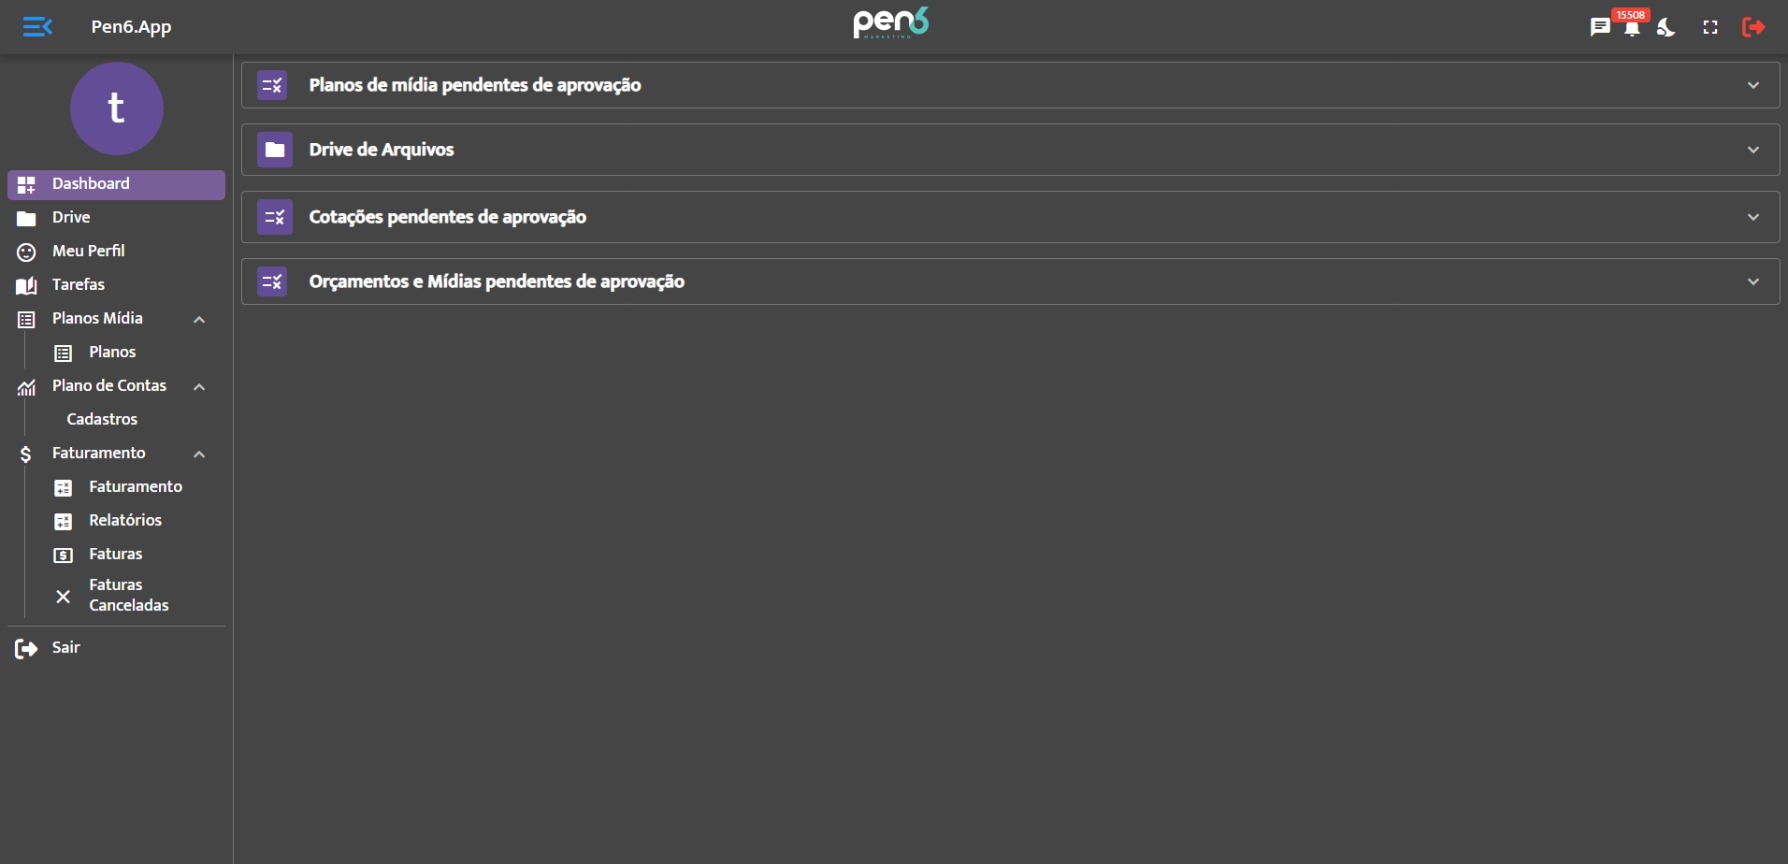 Pen6.App
pen6
MARKETING
15508
t
Dashboard
Drive
Meu Perfil
Tarefas
Planos Mídia
Planos
Plano de Contas
Cadastros
Faturamento
Faturamento
Relatórios
Faturas
Faturas
Canceladas
Sair
Planos de mídia pendentes de aprovação
Drive de Arquivos
Cotações pendentes de aprovação
Orçamentos e Mídias pendentes de aprovação